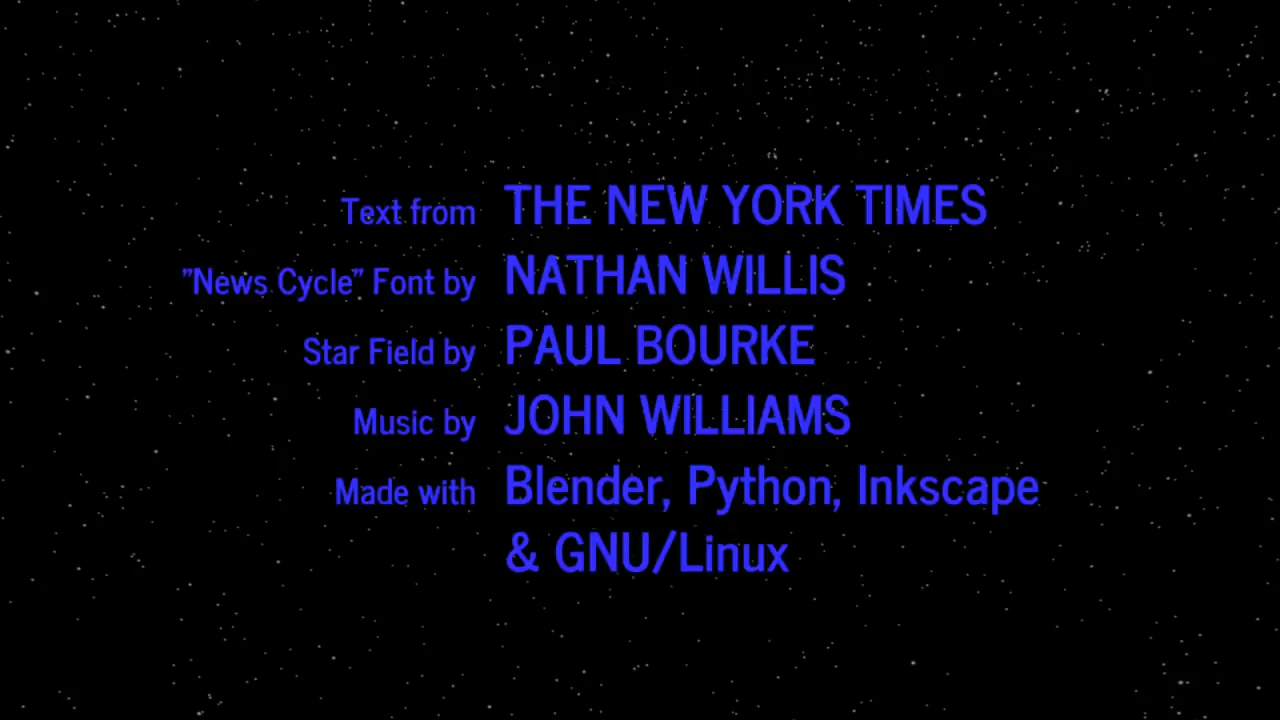 Text from THE NEW YORK TIMES
"News Cycle" Font by NATHAN WILLIS
Star Field by PAUL BOURKE
Music by JOHN WILLIAMS
Made with Blender, Python, Inkscape
& GNU/Linux